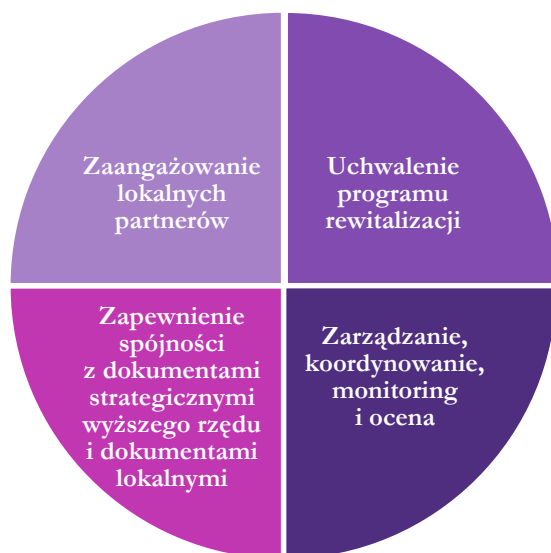 Zaangażowanie
lokalnych
partnerów
Uchwalenie
programu
rewitalizacji
Zapewnienie
spójności
z dokumentami
strategicznymi
wyższego rzędu
i dokumentami
lokalnymi
Zarządzanie,
koordynowanie,
monitoring
i ocena